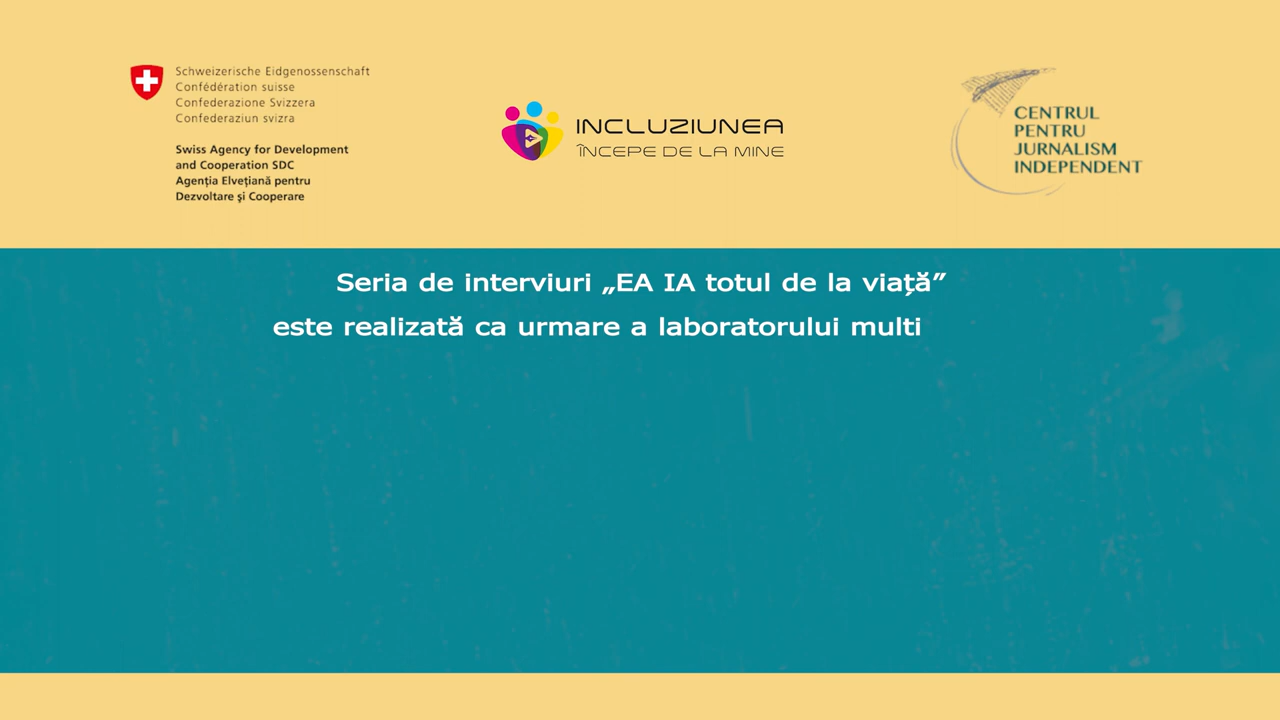 Schweizerische Eidgenossenschaft
Confédération suisse
Confederazione Svizzera
Confederaziun svizra
Swiss Agency for Development
and Cooperation SDC
Agenția Elvețiană pentru
Dezvoltare și Cooperare
INCLUZIUNEA
ÎNCEPE DE LA MINE
CENTRUL
PENTRU
JURNALISM
INDEPENDENT
Seria de interviuri „EA IA totul de la viață”
este realizată ca urmare a laboratorului multi